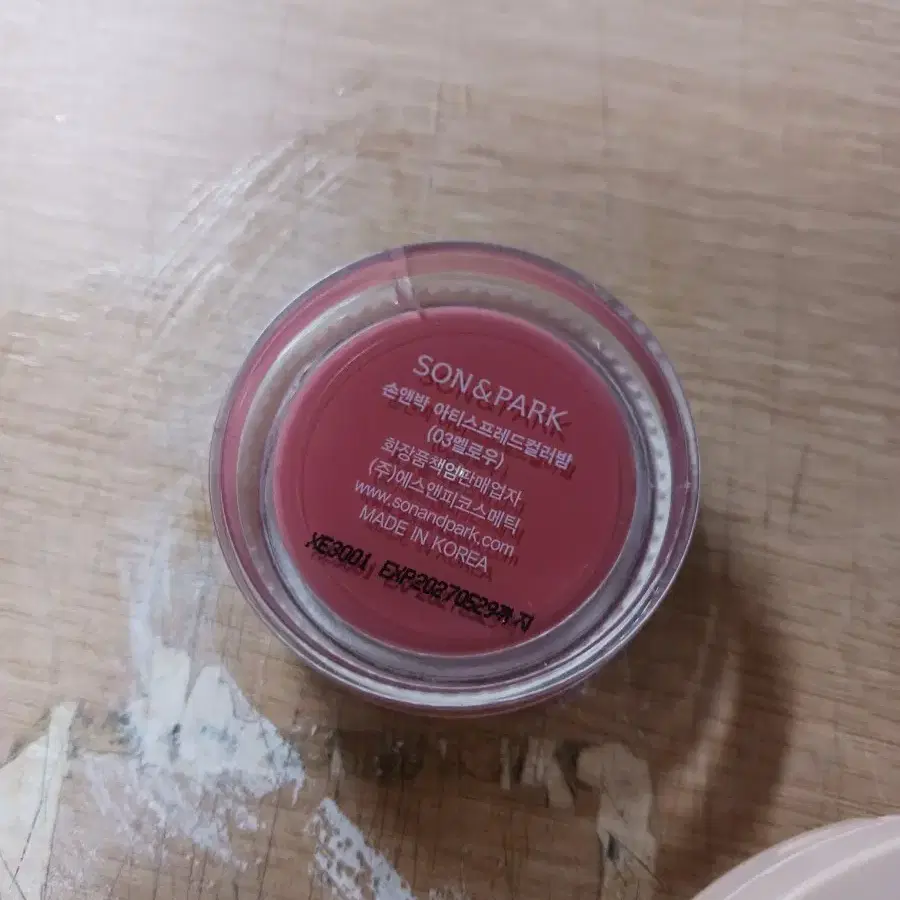 SON&PARK
손앤박 아티스프레드컬러밤
(03멜로우)
화장품책임판매업자
(주)에스앤피코스메틱
www.sonandpark.com
MADE IN KOREA
XE3001 EXP20270529까지